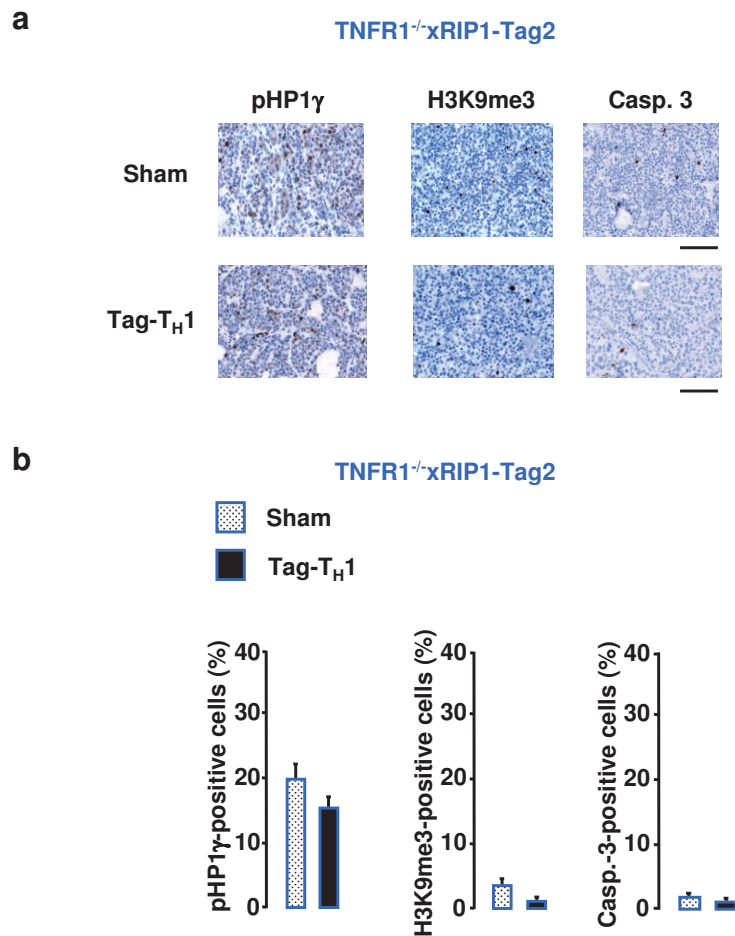 a
TNFR1-/-xRIP1-Tag2
pHP1γ H3K9me3 Casp. 3
Sham
Tag-TH1
b
TNFR1-/-xRIP1-Tag2
Sham
Tag-TH1
pHP1γ-positive cells (%)
40
30
20
10
0
H3K9me3-positive cells (%)
40
30
20
10
0
Casp.-3-positive cells (%)
40
30
20
10
0